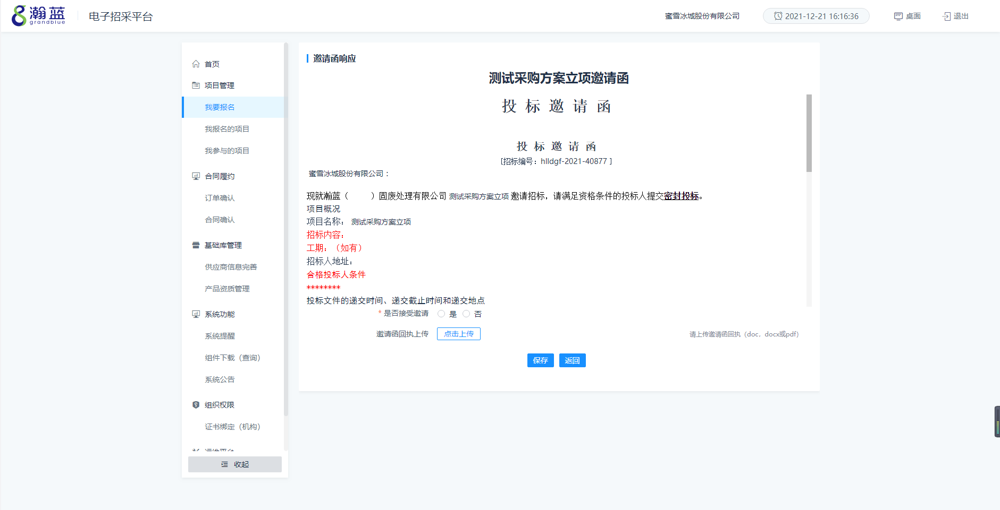 瀚蓝
grandblue
电子招采平台
蜜雪冰城股份有限公司
2021-12-21 16:16:36
桌面
退出
首页
项目管理
我要报名
我报名的项目
我参与的项目
合同履约
订单确认
合同确认
基础库管理
供应商信息完善
产品资质管理
系统功能
系统提醒
组件下载（查询）
系统公告
组织权限
证书绑定（机构）
运维平台
收起
邀请函响应
测试采购方案立项邀请函
投 标 邀 请 函
投 标 邀 请 函
[招标编号：hlldgf-2021-40877 ]
蜜雪冰城股份有限公司：
现就瀚蓝（　　）固废处理有限公司 测试采购方案立项 邀请招标，请满足资格条件的投标人提交密封投标。
项目概况
项目名称： 测试采购方案立项
招标内容：
工期：（如有）
招标人地址：
合格投标人条件
********
投标文件的递交时间、递交截止时间和递交地点
* 是否接受邀请 是 否
邀请函回执上传 点击上传 请上传邀请函回执（doc，docx或pdf）
保存 返回